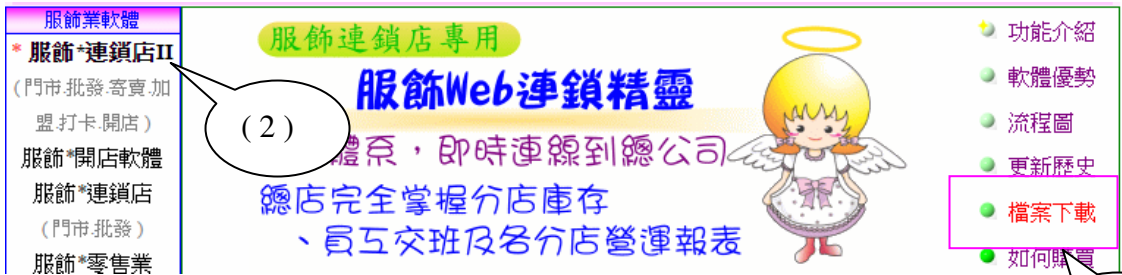 服飾業軟體
* 服飾*連鎖店II
(門市.批發.寄賣.加
盟.打卡.開店)
服飾*開店軟體
服飾*連鎖店
(門市.批發)
服飾*零售業
服飾連鎖店專用
服飾Web連鎖精靈
(2)
體系,即時連線到總公司
總店完全掌握分店庫存
、員工交班及各分店營運報表
功能介紹
軟體優勢
流程圖
更新歷史
檔案下載
如何購買